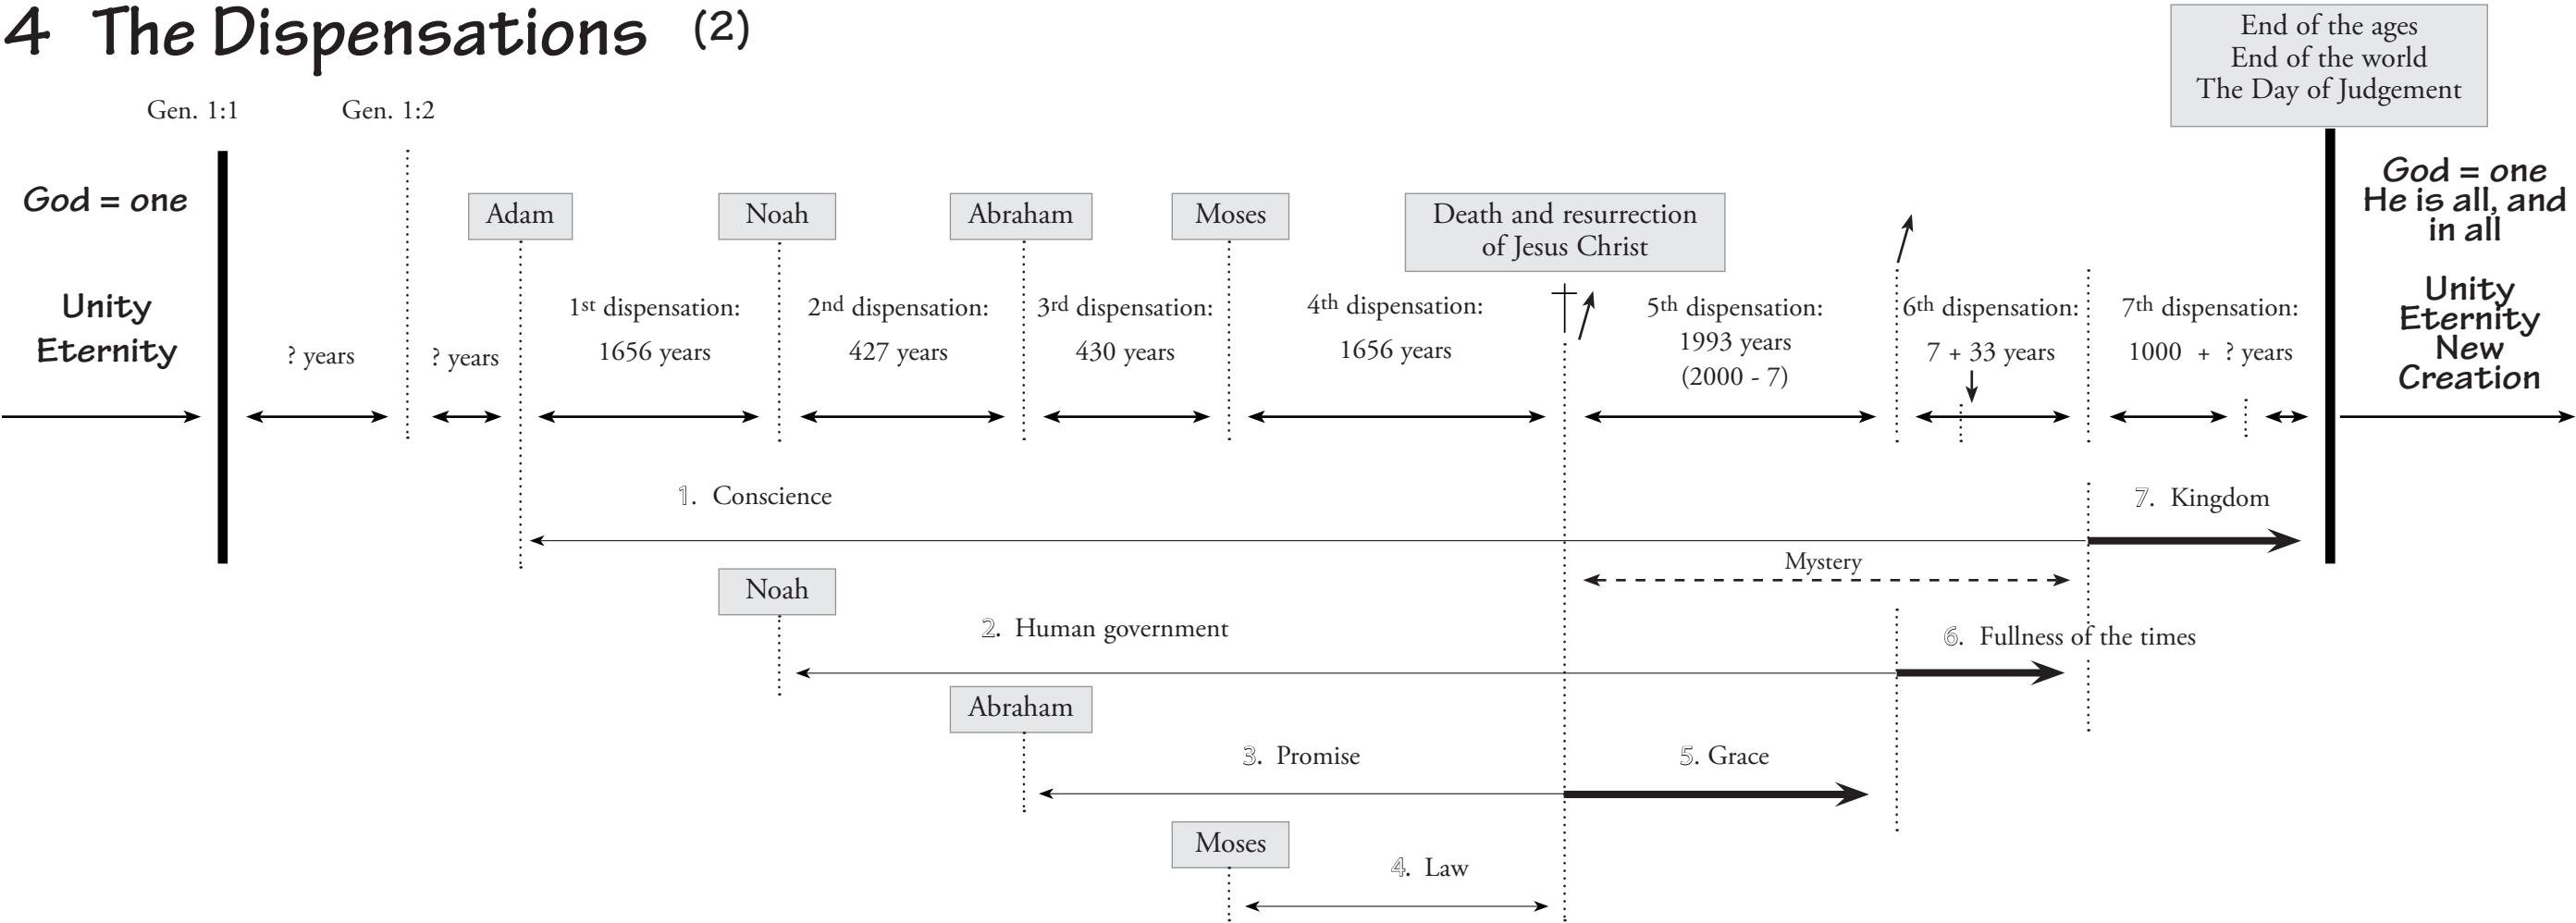 4 The Dispensations (2)
End of the ages
End of the world
The Day of Judgement
Gen. 1:1
Gen. 1:2
God = one
Unity
Eternity
? years
? years
Adam
Noah
Abraham
Moses
Death and resurrection
of Jesus Christ
1st dispensation:
1656 years
2nd dispensation:
427 years
3rd dispensation:
430 years
4th dispensation:
1656 years
5th dispensation:
1993 years
(2000 - 7)
6th dispensation:
7 + 33 years
7th dispensation:
1000 + ? years
God = one
He is all, and
in all
Unity
Eternity
New
Creation
1. Conscience
7. Kingdom
Mystery
Noah
2. Human government
6. Fullness of the times
Abraham
3. Promise
5. Grace
Moses
4. Law